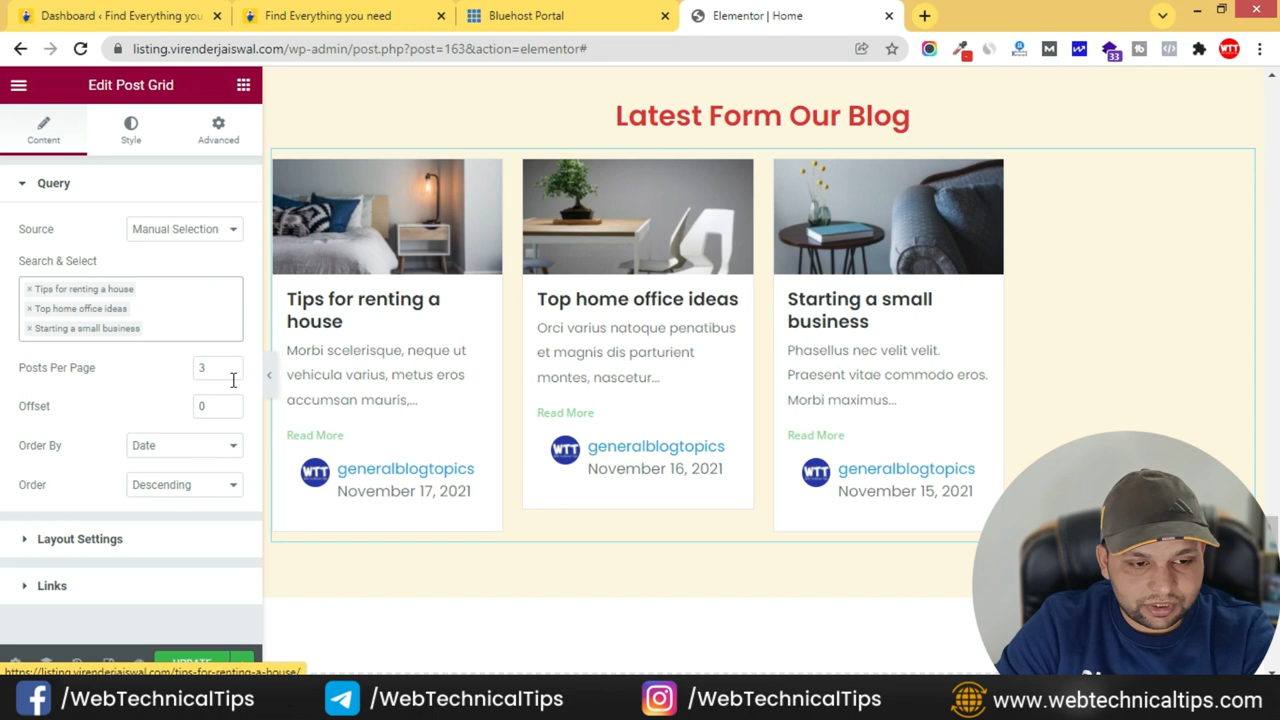 Dashboard ‹ Find Everything you
Find Everything you need
Bluehost Portal
Elementor | Home
listing.virenderjaiswal.com/wp-admin/post.php?post=163&action=elementor#
33
WTT
Edit Post Grid
Content
Style
Advanced
Query
Source
Manual Selection
Search & Select
× Tips for renting a house
× Top home office ideas
× Starting a small business
Posts Per Page
3
Offset
0
Order By
Date
Order
Descending
Layout Settings
Links
UPDATE
https://listing.virenderjaiswal.com/tips-for-renting-a-house/
Latest Form Our Blog
Tips for renting a
house
Morbi scelerisque, neque ut
vehicula varius, metus eros
accumsan mauris,...
Read More
WTT
generalblogtopics
November 17, 2021
Top home office ideas
Orci varius natoque penatibus
et magnis dis parturient
montes, nascetur...
Read More
WTT
generalblogtopics
November 16, 2021
Starting a small
business
Phasellus nec velit velit.
Praesent vitae commodo eros.
Morbi maximus...
Read More
WTT
generalblogtopics
November 15, 2021
/WebTechnicalTips
/WebTechnicalTips
/WebTechnicalTips
www.webtechnicaltips.com